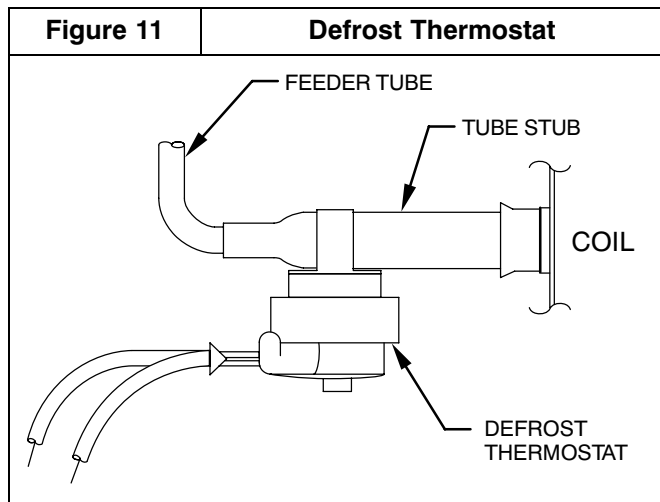 Figure 11
Defrost Thermostat
FEEDER TUBE
TUBE STUB
COIL
DEFROST
THERMOSTAT